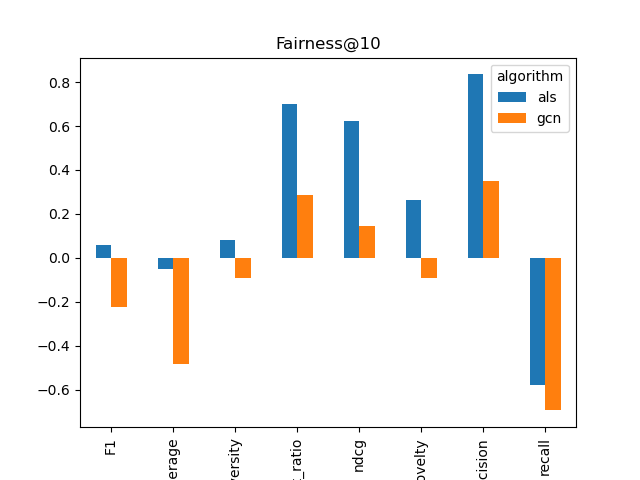 Fairness@10
algorithm
als
gcn
0.8
0.6
0.4
0.2
0.0
−0.2
−0.4
−0.6
F1
erage
ersity
_ratio
ndcg
ovelty
cision
recall